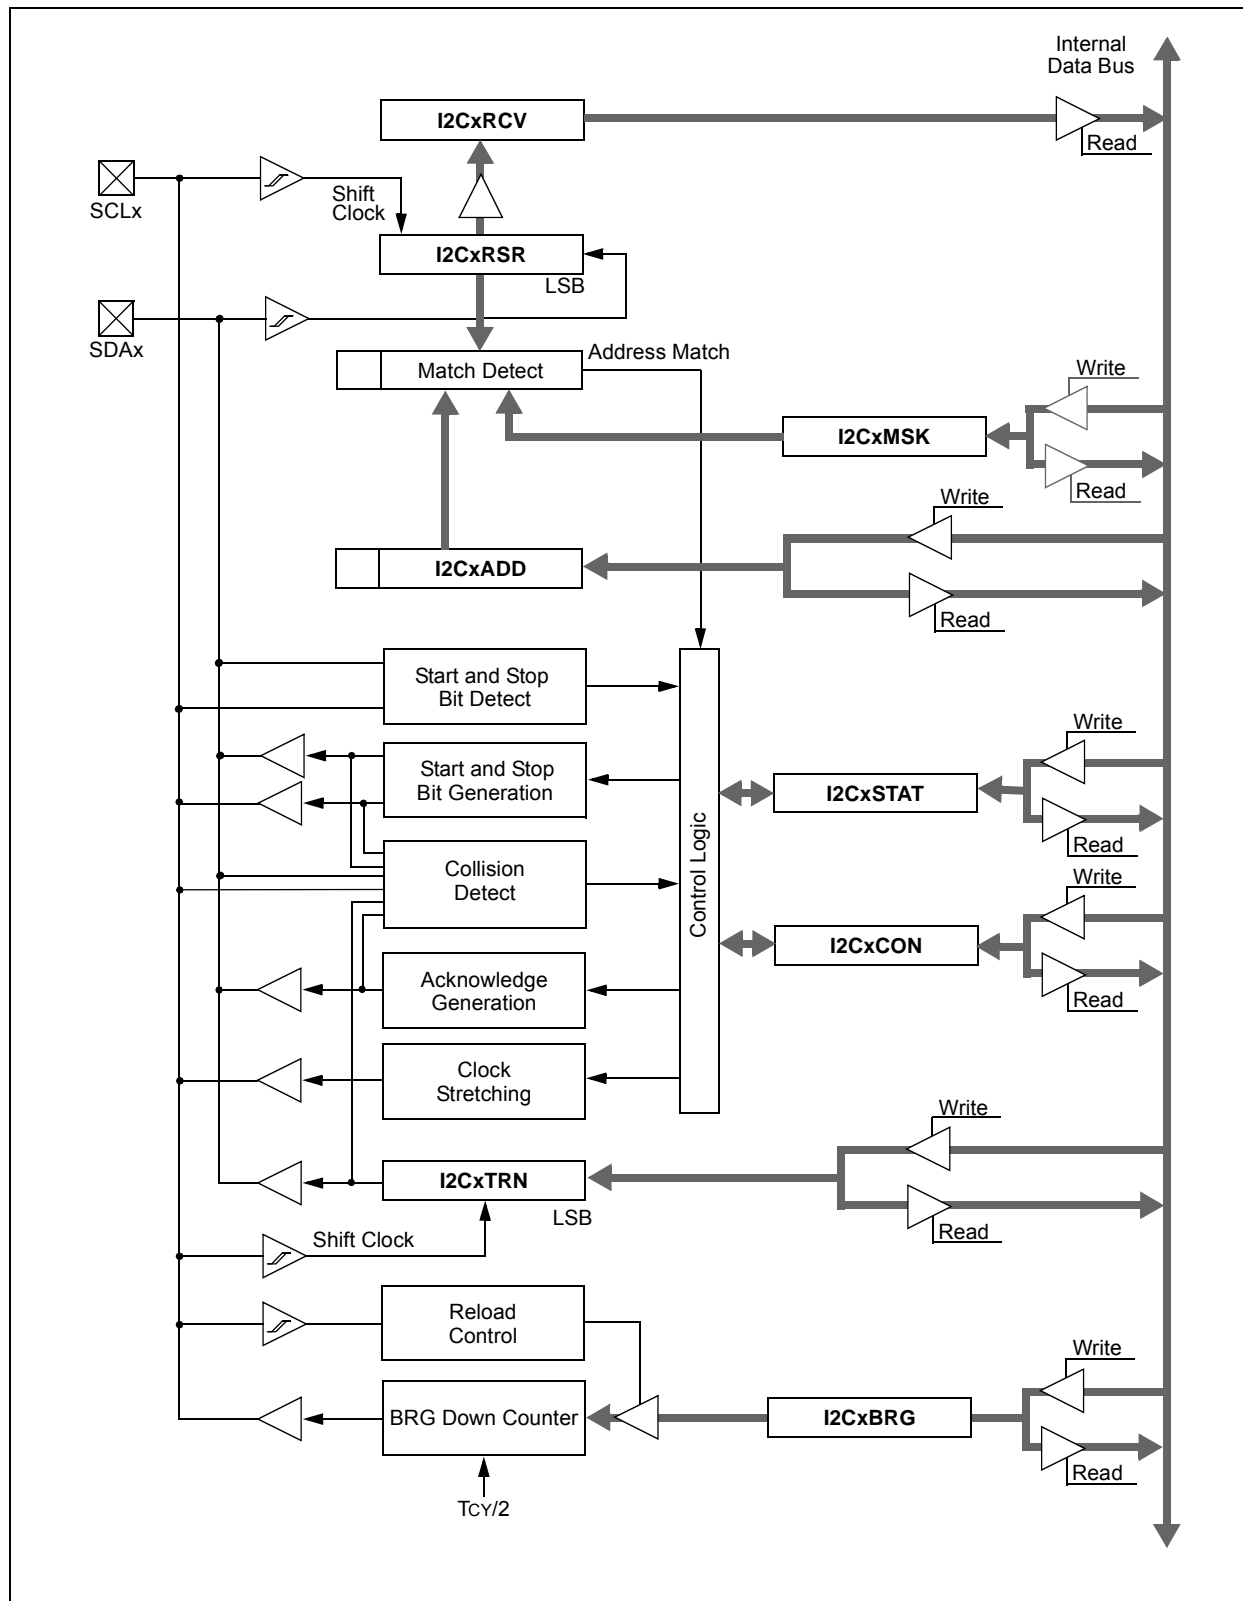 Internal
Data Bus
I2CxRCV
Read
SCLx
Shift
Clock
I2CxRSR
LSB
SDAx
Address Match
Match Detect
Write
I2CxMSK
Read
Write
I2CxADD
Read
Start and Stop
Bit Detect
Write
Start and Stop
Bit Generation
I2CxSTAT
Read
Control Logic
Collision
Detect
Write
I2CxCON
Acknowledge
Generation
Read
Clock
Stretching
Write
I2CxTRN
LSB
Read
Shift Clock
Reload
Control
Write
BRG Down Counter
I2CxBRG
Read
TCY/2